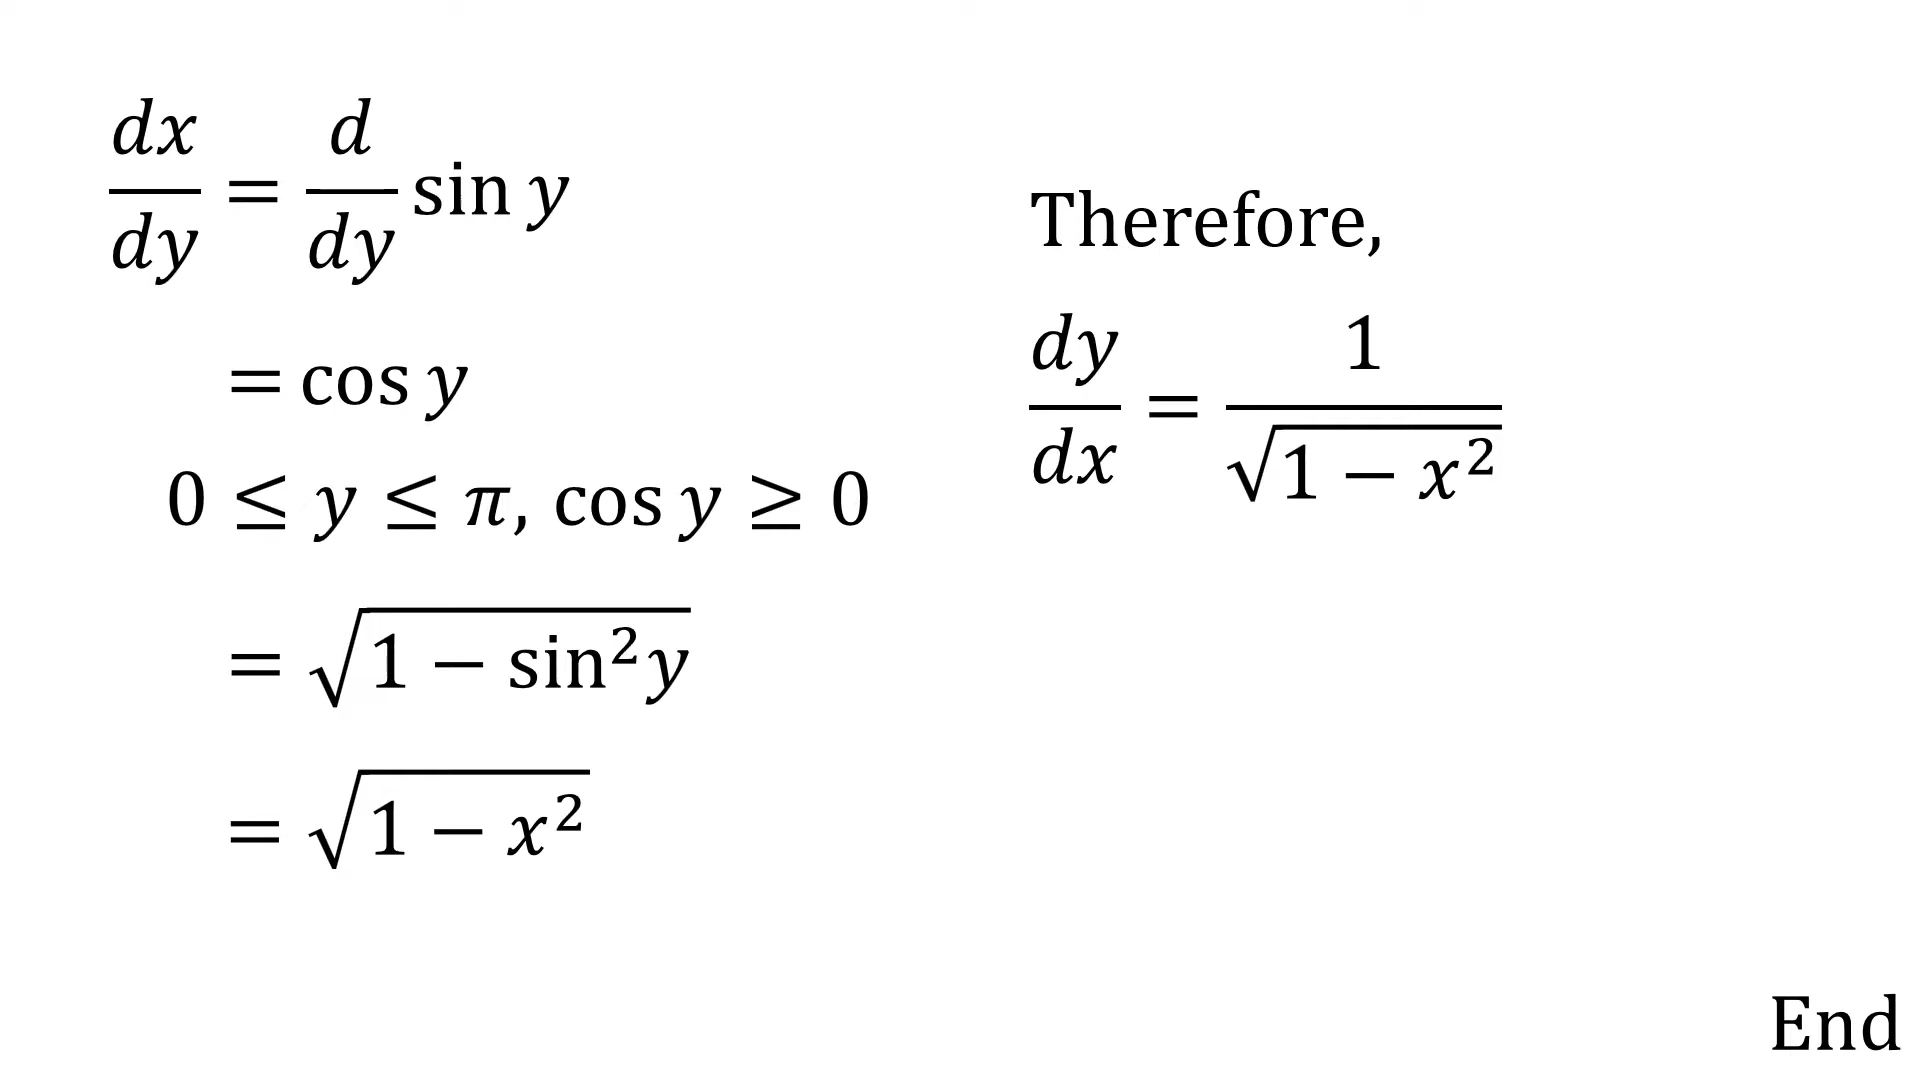 dx/dy = d/dy sin y
= cos y
0 ≤ y ≤ π, cos y ≥ 0
= √(1 − sin²y)
= √(1 − x²)
Therefore,
dy/dx = 1/√(1 − x²)
End